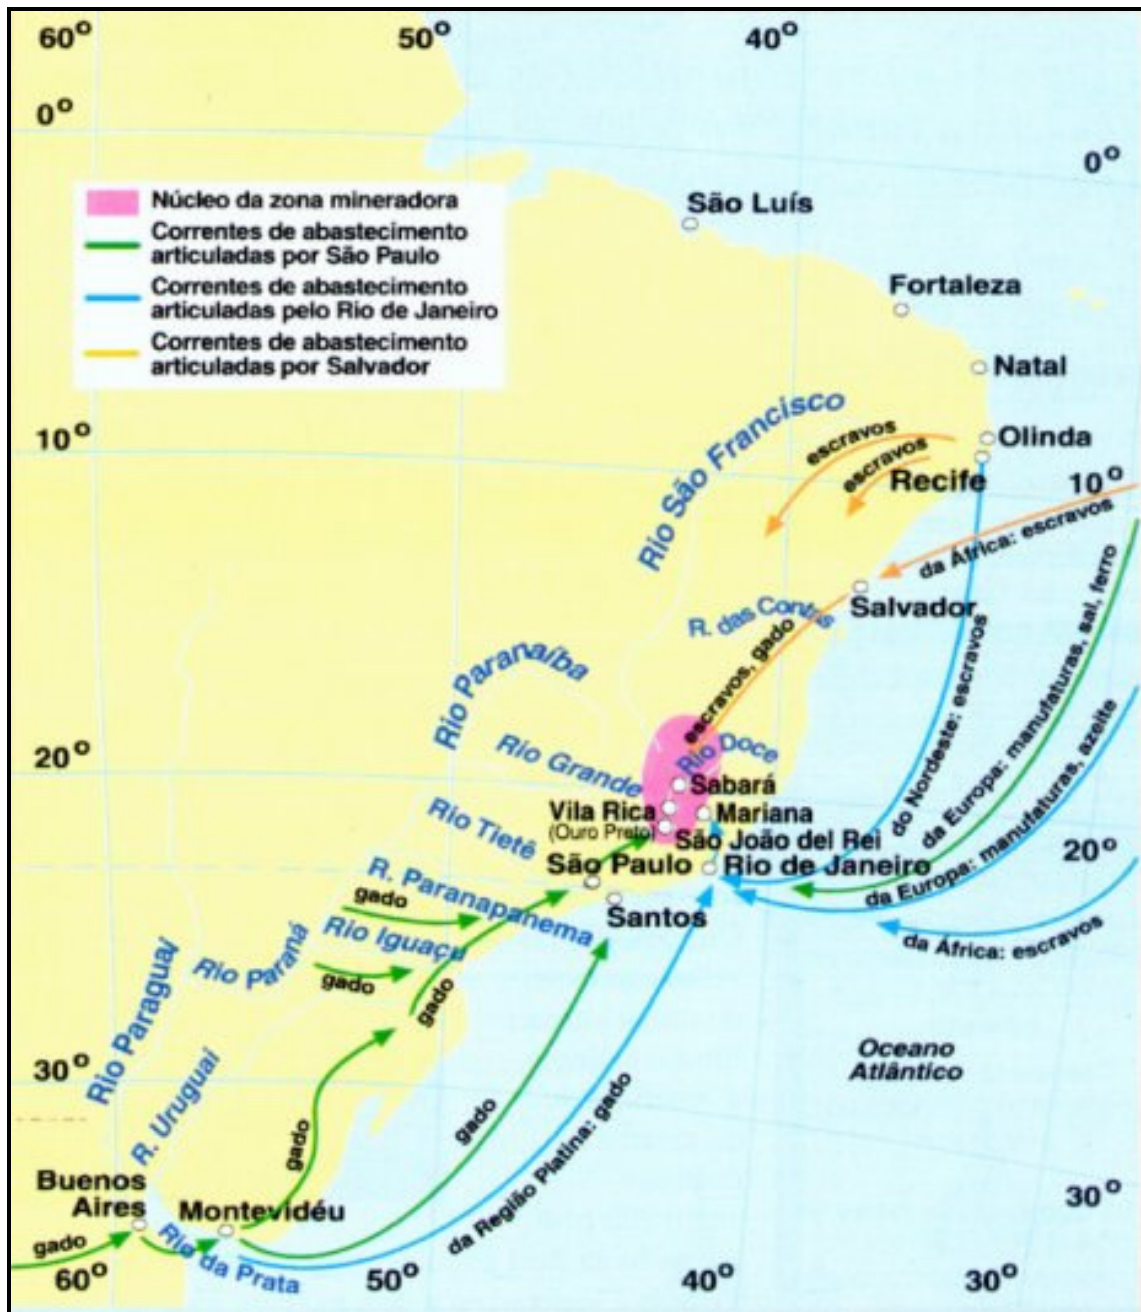 60°
50°
40°
0°
0°
Núcleo da zona mineradora
Correntes de abastecimento
articuladas por São Paulo
Correntes de abastecimento
articuladas pelo Rio de Janeiro
Correntes de abastecimento
articuladas por Salvador
São Luís
Fortaleza
Natal
Olinda
Recife
10°
10°
Rio São Francisco
escravos
escravos
da África: escravos
Salvador
R. das Contas
escravos, gado
Rio Paranaíba
Rio Grande
Rio Doce
20°
Sabará
Vila Rica
(Ouro Preto)
Mariana
São João del Rei
Rio Tietê
São Paulo
Rio de Janeiro
Santos
20°
do Nordeste: escravos
da Europa: manufaturas, sal, ferro
da Europa: manufaturas, azeite
da África: escravos
R. Paranapanema
gado
Rio Iguaçu
Rio Paraná
gado
gado
Rio Paraguai
R. Uruguai
30°
gado
gado
da Região Platina: gado
Oceano
Atlântico
30°
Buenos
Aires
Montevidéu
gado
Rio da Prata
60°
50°
40°
30°